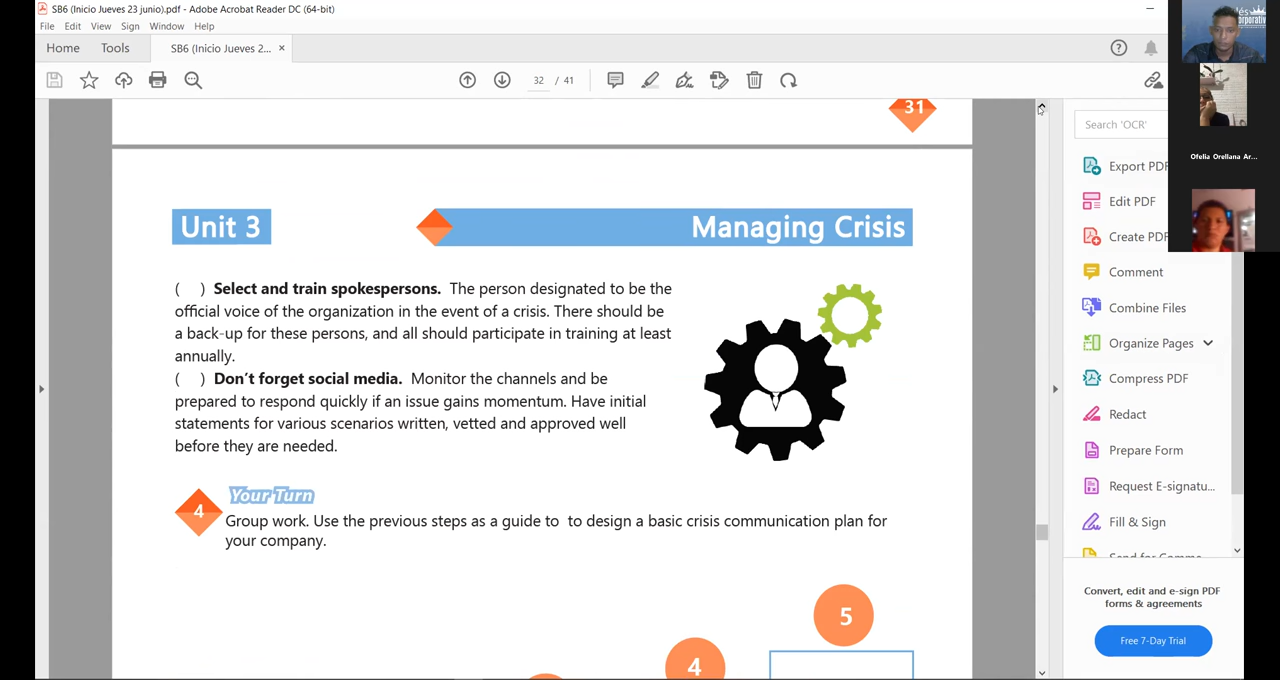 SB6 (Inicio Jueves 23 junio).pdf - Adobe Acrobat Reader DC (64-bit)
File Edit View Sign Window Help
Home Tools SB6 (Inicio Jueves 2... ×
32 / 41
31
Unit 3 Managing Crisis
( ) Select and train spokespersons. The person designated to be the
official voice of the organization in the event of a crisis. There should be
a back-up for these persons, and all should participate in training at least
annually.
( ) Don't forget social media. Monitor the channels and be
prepared to respond quickly if an issue gains momentum. Have initial
statements for various scenarios written, vetted and approved well
before they are needed.
4 Your Turn
Group work. Use the previous steps as a guide to to design a basic crisis communication plan for
your company.
5
4
Search 'OCR'
Export PDF
Edit PDF
Create PDF
Comment
Combine Files
Organize Pages
Compress PDF
Redact
Prepare Form
Request E-signatu...
Fill & Sign
Convert, edit and e-sign PDF
forms & agreements
Free 7-Day Trial
Ofelia Orellana Ar...